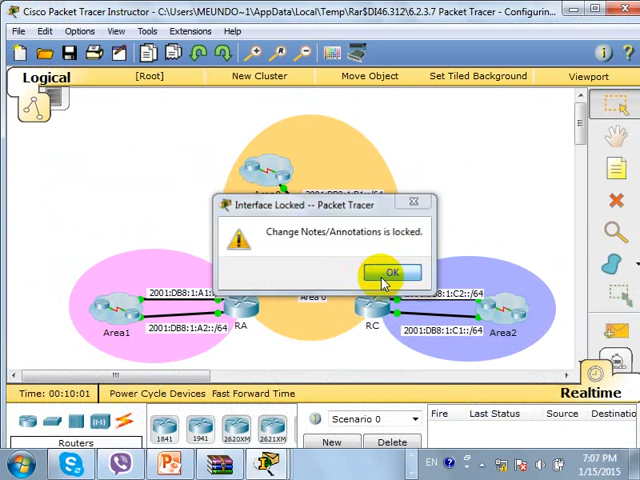 Cisco Packet Tracer Instructor - C:\Users\MEUNDO~1\AppData\Local\Temp\Rar$DI46.312\6.2.3.7 Packet Tracer - Configurin...
File Edit Options View Tools Extensions Help
Logical [Root] New Cluster Move Object Set Tiled Background Viewport
Interface Locked -- Packet Tracer
Change Notes/Annotations is locked.
OK
2001:DB8:1:A1:
2001:DB8:1:A2::/64
Area1
RA
Area 0
RC
2001:DB8:1:C2::/64
2001:DB8:1:C1::/64
Area2
Time: 00:10:01 Power Cycle Devices Fast Forward Time
Realtime
Routers
1841 1941 2620XM 2621XM
Scenario 0
New Delete
Fire Last Status Source Destinatio
EN
7:07 PM
1/15/2015